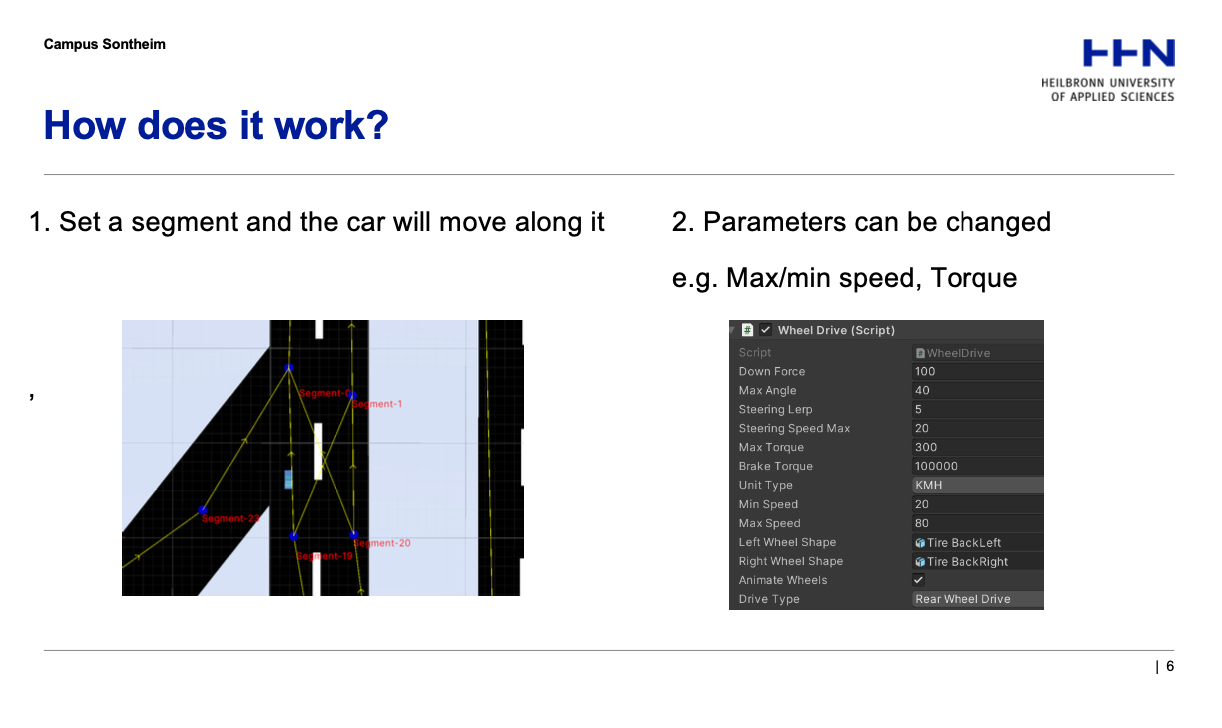 Campus Sontheim
HHN
HEILBRONN UNIVERSITY
OF APPLIED SCIENCES
How does it work?
1. Set a segment and the car will move along it
,
Segment-0
Segment-1
Segment-23
Segment-20
Segment-19
2. Parameters can be changed
e.g. Max/min speed, Torque
# Wheel Drive (Script)
Script # WheelDrive
Down Force 100
Max Angle 40
Steering Lerp 5
Steering Speed Max 20
Max Torque 300
Brake Torque 100000
Unit Type KMH
Min Speed 20
Max Speed 80
Left Wheel Shape Tire BackLeft
Right Wheel Shape Tire BackRight
Animate Wheels
Drive Type Rear Wheel Drive
| 6